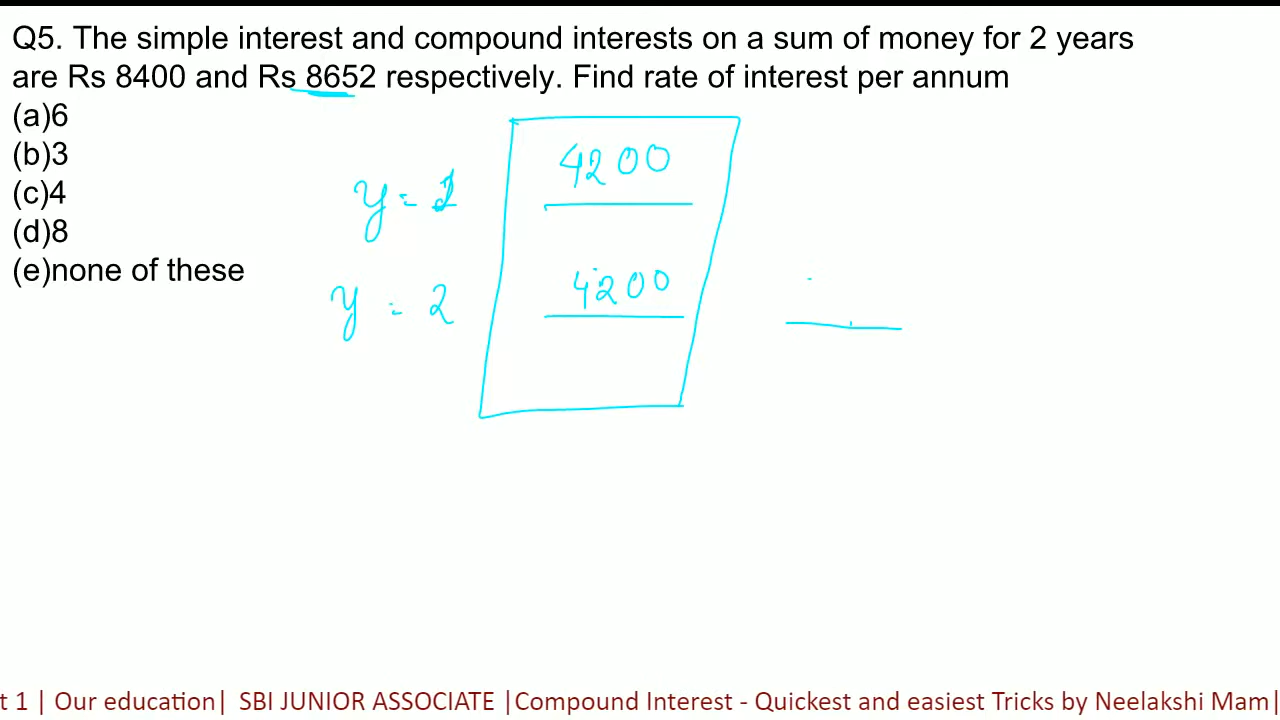 Q5. The simple interest and compound interests on a sum of money for 2 years
are Rs 8400 and Rs 8652 respectively. Find rate of interest per annum
(a)6
(b)3
(c)4
(d)8
(e)none of these
4200
y =
4200
y = 2
t 1 | Our education| SBI JUNIOR ASSOCIATE |Compound Interest - Quickest and easiest Tricks by Neelakshi Mam|